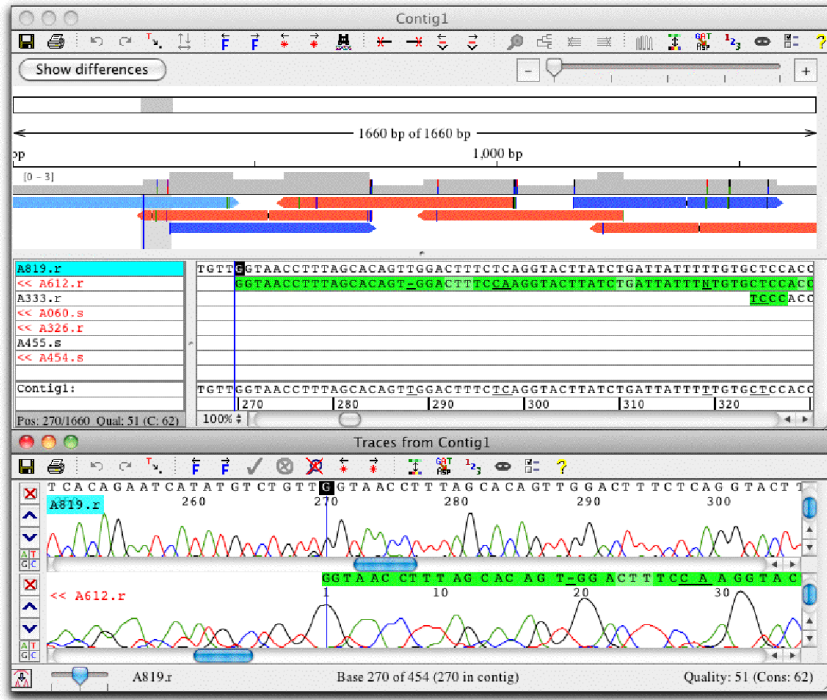 Contig1
Show differences
1660 bp of 1660 bp
bp
1,000 bp
[0 - 3]
A819.r
TGTTGGTAACCTTTAGCACAGTTGGACTTTCTCAGGTACTTATCTGATTATTTTTGTGCTCCACC
<< A612.r
GGTAACCTTTAGCACAGT-GGACTTTCCAAGGTACTTATCTGATTATTTNTGTGCTCCACC
A333.r
TCCCACC
<< A060.s
<< A326.r
A455.s
<< A454.s
Contig1:
TGTTGGTAACCTTTAGCACAGTTGGACTTTCTCAGGTACTTATCTGATTATTTTTGTGCTCCACC
270 280 290 300 310 320
Pos: 270/1660 Qual: 51 (C: 62)
100%
Traces from Contig1
TCACAGAATCATATGTCTGTTGGTAACCTTTAGCACAGTTGGACTTTCTCAGGTACTT
A819.r
260 270 280 290 300
A T
G C
GGTAACCTTTAGCACAGT-GGACTTTCCAAGGTAC
<< A612.r
1 10 20 30
A T
G C
A819.r
Base 270 of 454 (270 in contig)
Quality: 51 (Cons: 62)